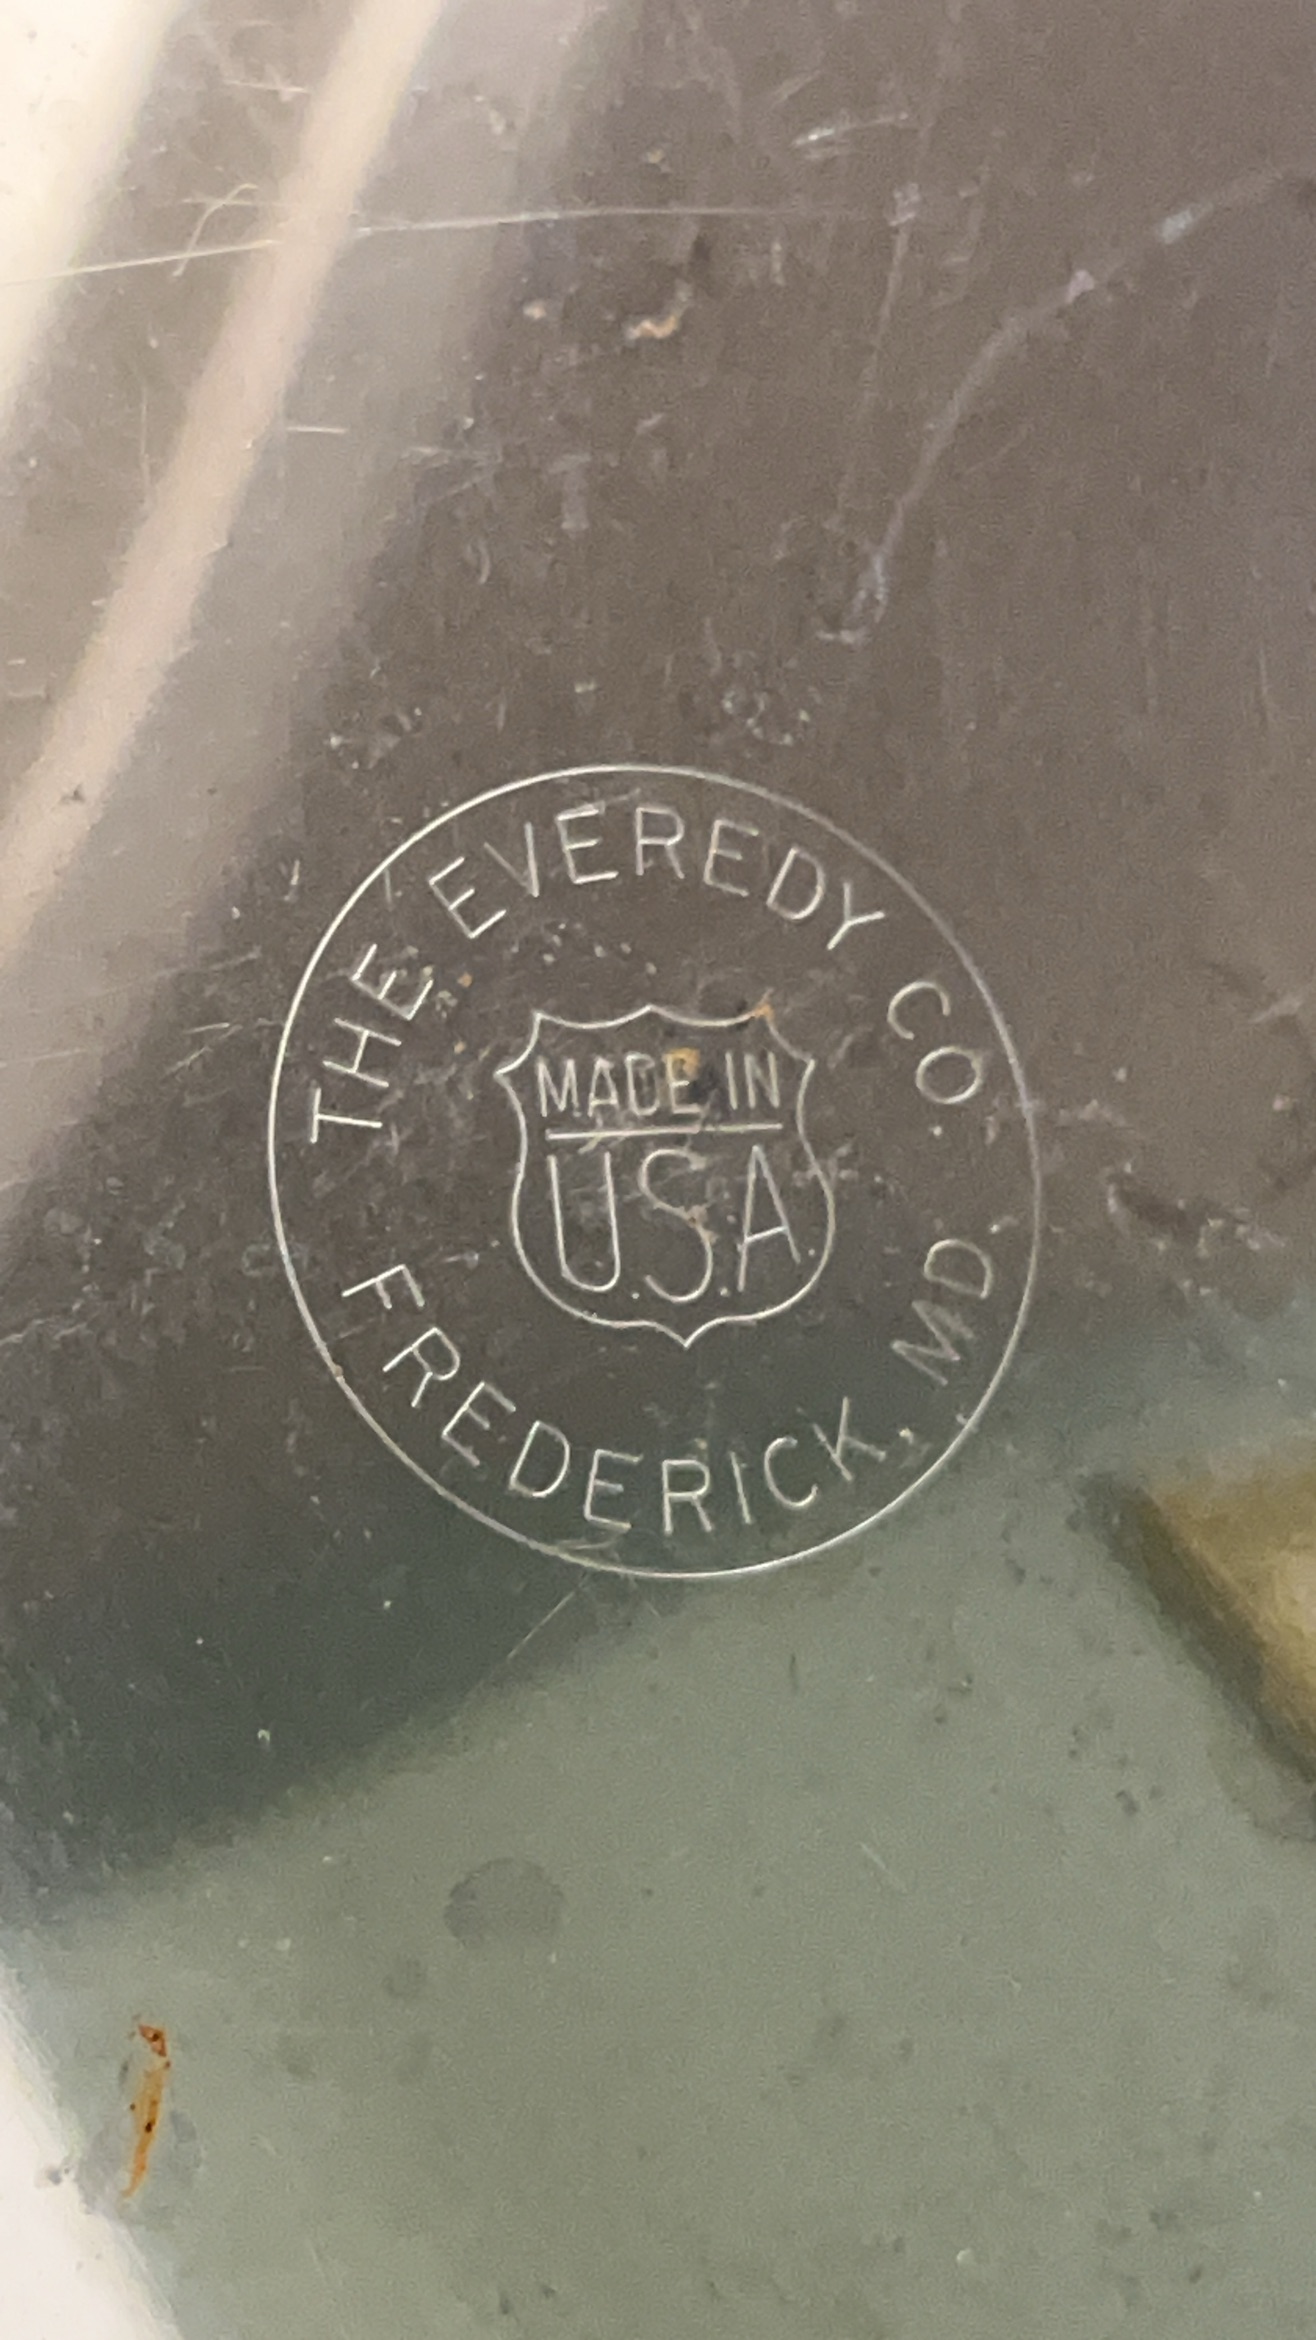 THE EVEREDY CO.
MADE IN
U.S.A.
FREDERICK, MD.